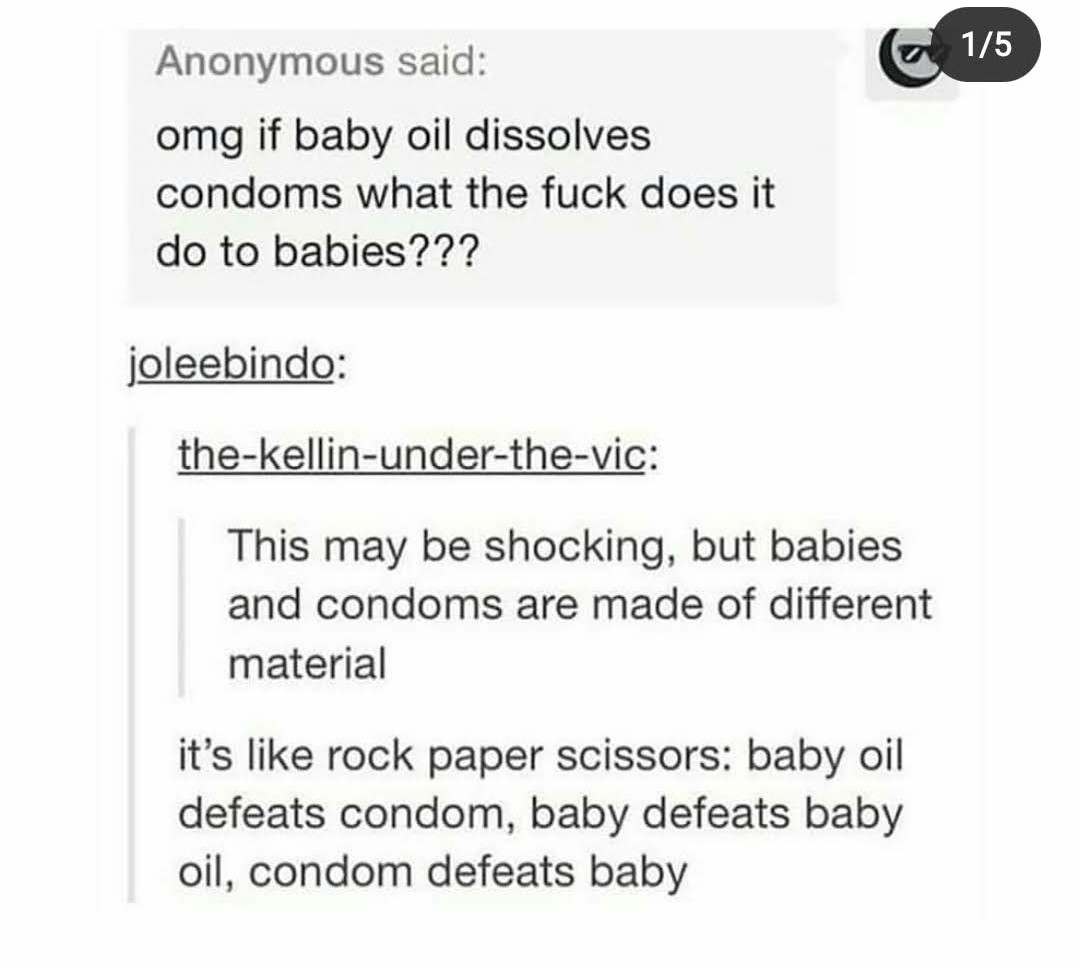 Anonymous said:
1/5
omg if baby oil dissolves
condoms what the fuck does it
do to babies???
joleebindo:
the-kellin-under-the-vic:
This may be shocking, but babies
and condoms are made of different
material
it's like rock paper scissors: baby oil
defeats condom, baby defeats baby
oil, condom defeats baby